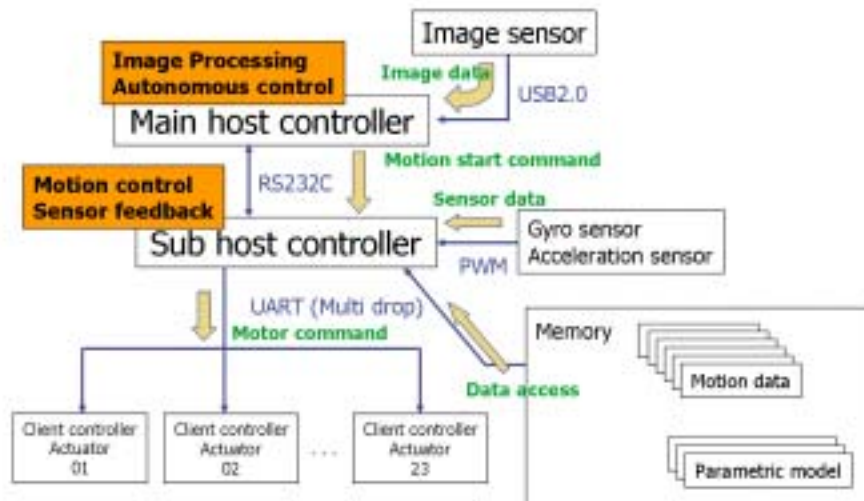 Image sensor
Image Processing
Autonomous control
Image data
USB2.0
Main host controller
Motion start command
RS232C
Motion control
Sensor feedback
Sensor data
Sub host controller
Gyro sensor
Acceleration sensor
PWM
UART (Multi drop)
Motor command
Memory
Motion data
Data access
Client controller
Actuator
01
Client controller
Actuator
02
...
Client controller
Actuator
23
Parametric model